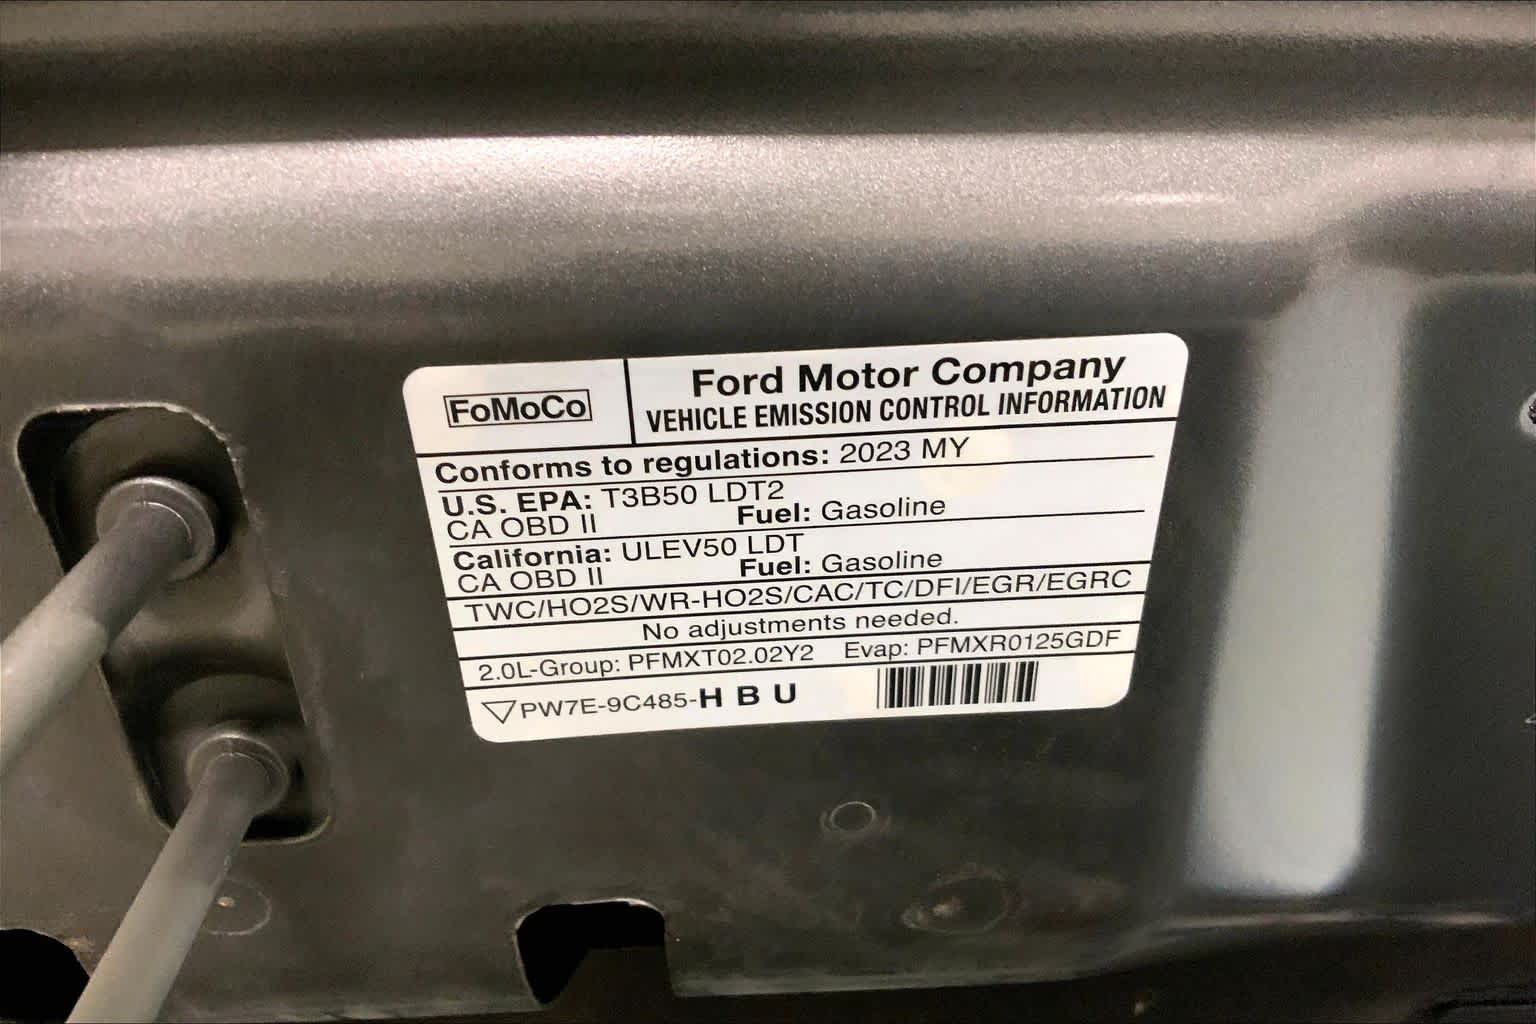 FoMoCo
Ford Motor Company
VEHICLE EMISSION CONTROL INFORMATION
Conforms to regulations: 2023 MY
U.S. EPA: T3B50 LDT2
CA OBD II Fuel: Gasoline
California: ULEV50 LDT
CA OBD II Fuel: Gasoline
TWC/HO2S/WR-HO2S/CAC/TC/DFI/EGR/EGRC
No adjustments needed.
2.0L-Group: PFMXT02.02Y2 Evap: PFMXR0125GDF
PW7E-9C485-H B U